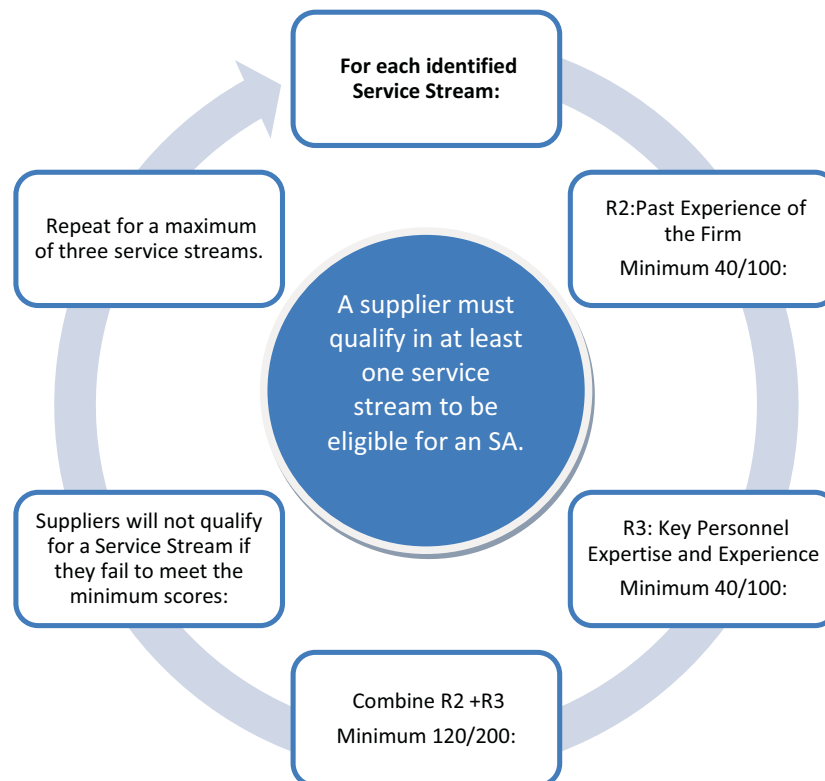 For each identified
Service Stream:
R2:Past Experience of
the Firm
Minimum 40/100:
R3: Key Personnel
Expertise and Experience
Minimum 40/100:
Combine R2 +R3
Minimum 120/200:
Suppliers will not qualify
for a Service Stream if
they fail to meet the
minimum scores:
Repeat for a maximum
of three service streams.
A supplier must
qualify in at least
one service
stream to be
eligible for an SA.